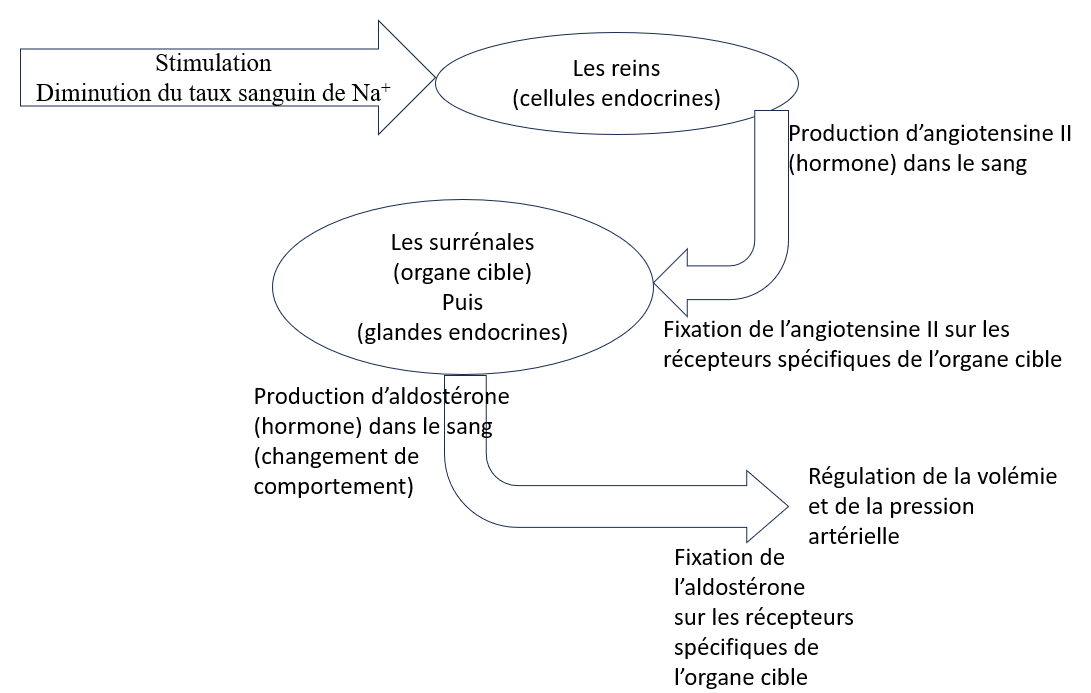 Stimulation
Diminution du taux sanguin de Na⁺
Les reins
(cellules endocrines)
Production d’angiotensine II
(hormone) dans le sang
Les surrénales
(organe cible)
Puis
(glandes endocrines)
Fixation de l’angiotensine II sur les
récepteurs spécifiques de l’organe cible
Production d’aldostérone
(hormone) dans le sang
(changement de
comportement)
Régulation de la volémie
et de la pression
artérielle
Fixation de
l’aldostérone
sur les récepteurs
spécifiques de
l’organe cible